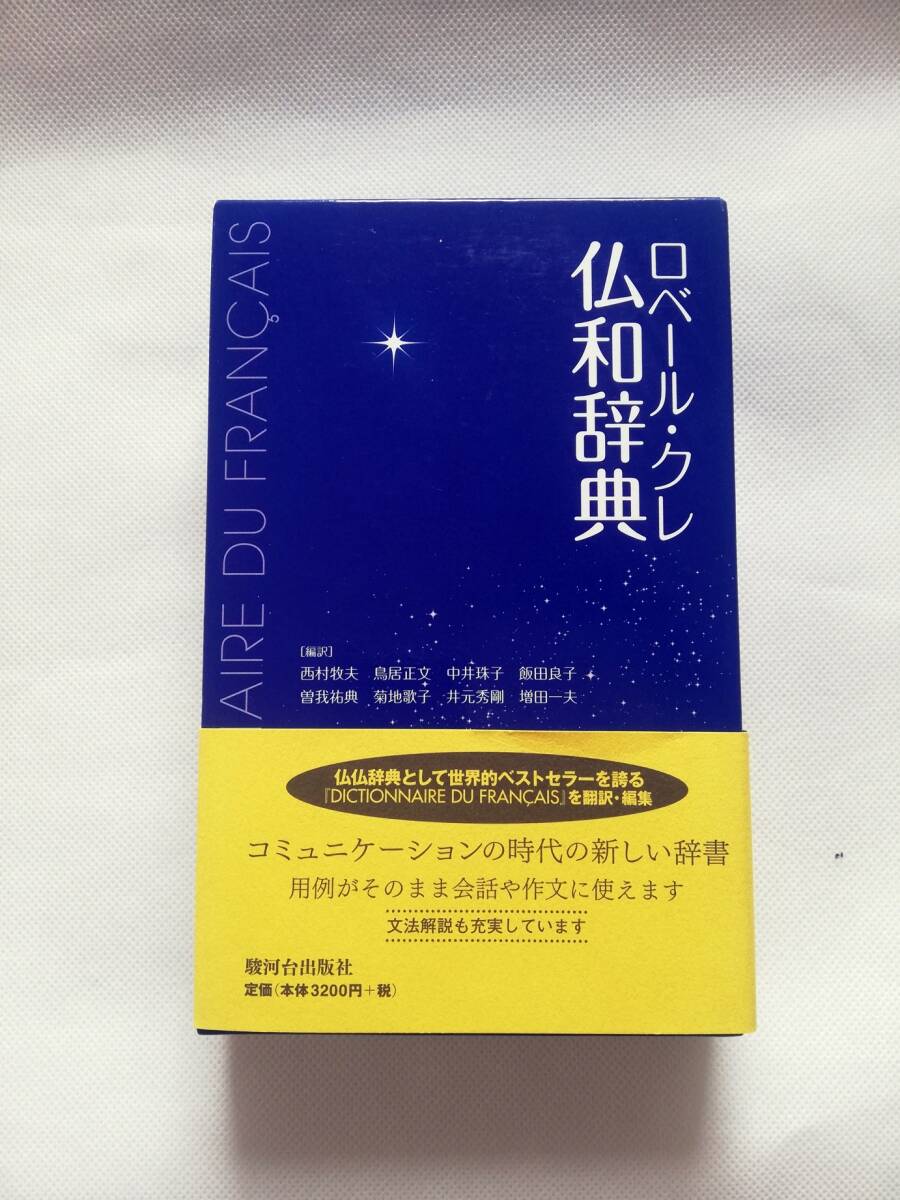 ロベール・クレ
仏和辞典
AIRE DU FRANÇAIS
[編訳]
西村牧夫 鳥居正文 中井珠子 飯田良子
曽我祐典 菊地歌子 井元秀剛 増田一夫
仏仏辞典として世界的ベストセラーを誇る
『DICTIONNAIRE DU FRANÇAIS』を翻訳・編集
コミュニケーションの時代の新しい辞書
用例がそのまま会話や作文に使えます
文法解説も充実しています
駿河台出版社
定価(本体3200円+税)